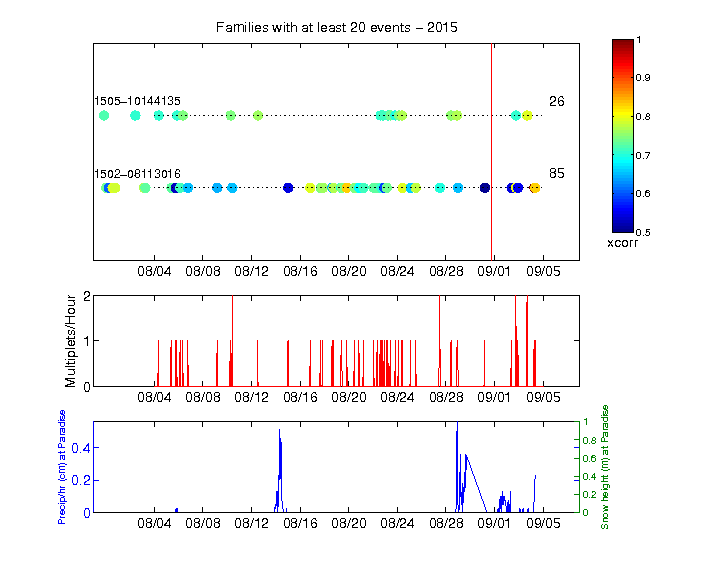 Families with at least 20 events – 2015
1505–10144135
26
1502–08113016
85
08/04 08/08 08/12 08/16 08/20 08/24 08/28 09/01 09/05
1
0.9
0.8
0.7
0.6
0.5
xcorr
Multiplets/Hour
2
1
0
08/04 08/08 08/12 08/16 08/20 08/24 08/28 09/01 09/05
Precip/hr (cm) at Paradise
0.4
0.2
0
1
0.8
0.6
0.4
0.2
0
Snow height (m) at Paradise
08/04 08/08 08/12 08/16 08/20 08/24 08/28 09/01 09/05